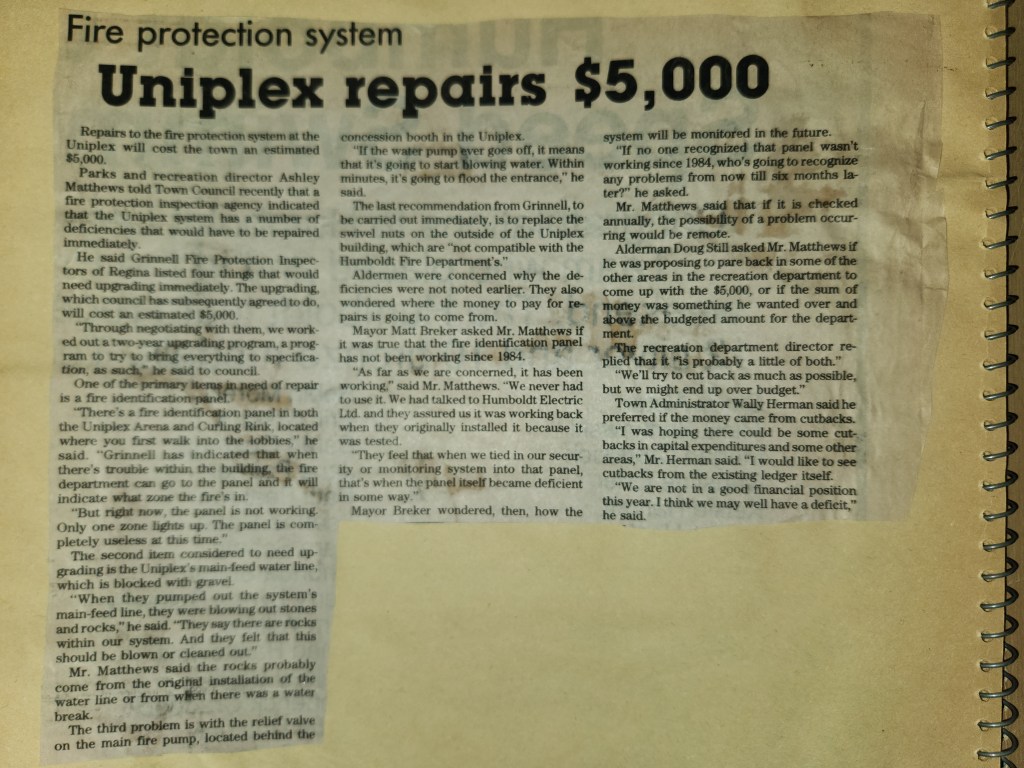 Fire protection system
Uniplex repairs $5,000
Repairs to the fire protection system at the
Uniplex will cost the town an estimated
$5,000.
Parks and recreation director Ashley
Matthews told Town Council recently that a
fire protection inspection agency indicated
that the Uniplex system has a number of
deficiencies that would have to be repaired
immediately.
He said Grinnell Fire Protection Inspec-
tors of Regina listed four things that would
need upgrading immediately. The upgrading,
which council has subsequently agreed to do,
will cost an estimated $5,000.
"Through negotiating with them, we work-
ed out a two-year upgrading program, a prog-
ram to try to bring everything to specifica-
tion, as such," he said to council.
One of the primary items in need of repair
is a fire identification panel.
"There's a fire identification panel in both
the Uniplex Arena and Curling Rink, located
where you first walk into the lobbies," he
said. "Grinnell has indicated that when
there's trouble within the building, the fire
department can go to the panel and it will
indicate what zone the fire's in.
"But right now, the panel is not working.
Only one zone lights up. The panel is com-
pletely useless at this time."
The second item considered to need up-
grading is the Uniplex's main-feed water line,
which is blocked with gravel.
"When they pumped out the system's
main-feed line, they were blowing out stones
and rocks," he said. "They say there are rocks
within our system. And they felt that this
should be blown or cleaned out."
Mr. Matthews said the rocks probably
come from the original installation of the
water line or from when there was a water
break.
The third problem is with the relief valve
on the main fire pump, located behind the
concession booth in the Uniplex.
"If the water pump ever goes off, it means
that it's going to start blowing water. Within
minutes, it's going to flood the entrance," he
said.
The last recommendation from Grinnell, to
be carried out immediately, is to replace the
swivel nuts on the outside of the Uniplex
building, which are "not compatible with the
Humboldt Fire Department's."
Aldermen were concerned why the de-
ficiencies were not noted earlier. They also
wondered where the money to pay for re-
pairs is going to come from.
Mayor Matt Breker asked Mr. Matthews if
it was true that the fire identification panel
has not been working since 1984.
"As far as we are concerned, it has been
working," said Mr. Matthews. "We never had
to use it. We had talked to Humboldt Electric
Ltd. and they assured us it was working back
when they originally installed it because it
was tested.
"They feel that when we tied in our secur-
ity or monitoring system into that panel,
that's when the panel itself became deficient
in some way."
Mayor Breker wondered, then, how the
system will be monitored in the future.
"If no one recognized that panel wasn't
working since 1984, who's going to recognize
any problems from now till six months la-
ter?" he asked.
Mr. Matthews said that if it is checked
annually, the possibility of a problem occur-
ring would be remote.
Alderman Doug Still asked Mr. Matthews if
he was proposing to pare back in some of the
other areas in the recreation department to
come up with the $5,000, or if the sum of
money was something he wanted over and
above the budgeted amount for the depart-
ment.
The recreation department director re-
plied that it "is probably a little of both."
"We'll try to cut back as much as possible,
but we might end up over budget."
Town Administrator Wally Herman said he
preferred if the money came from cutbacks.
"I was hoping there could be some cut-
backs in capital expenditures and some other
areas," Mr. Herman said. "I would like to see
cutbacks from the existing ledger itself.
"We are not in a good financial position
this year. I think we may well have a deficit,"
he said.